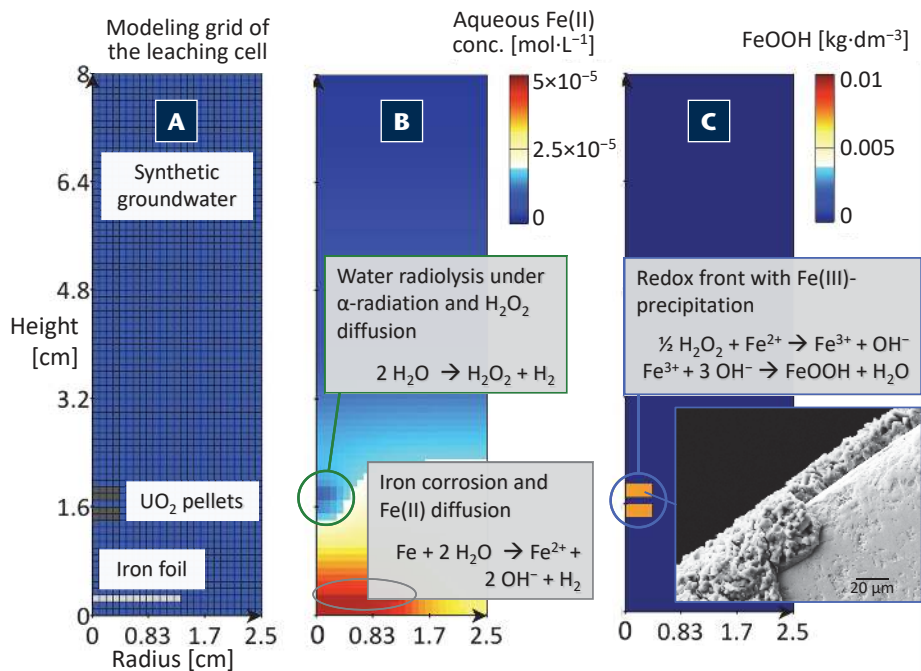 Modeling grid of
the leaching cell
Aqueous Fe(II)
conc. [mol·L⁻¹]
FeOOH [kg·dm⁻³]
8
6.4
4.8
Height
[cm]
3.2
1.6
0
A
Synthetic
groundwater
UO₂ pellets
Iron foil
0 0.83 1.7 2.5
Radius [cm]
B
5×10⁻⁵
2.5×10⁻⁵
0
Water radiolysis under
α-radiation and H₂O₂
diffusion
2 H₂O → H₂O₂ + H₂
Iron corrosion and
Fe(II) diffusion
Fe + 2 H₂O → Fe²⁺ +
2 OH⁻ + H₂
0 0.83 1.7 2.5
C
0.01
0.005
0
Redox front with Fe(III)-
precipitation
½ H₂O₂ + Fe²⁺ → Fe³⁺ + OH⁻
Fe³⁺ + 3 OH⁻ → FeOOH + H₂O
20 µm
0 0.83 1.7 2.5